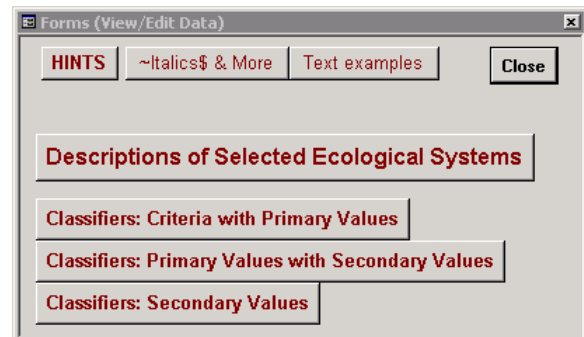 Forms (View/Edit Data)
HINTS ~Italics$ & More Text examples Close
Descriptions of Selected Ecological Systems
Classifiers: Criteria with Primary Values
Classifiers: Primary Values with Secondary Values
Classifiers: Secondary Values